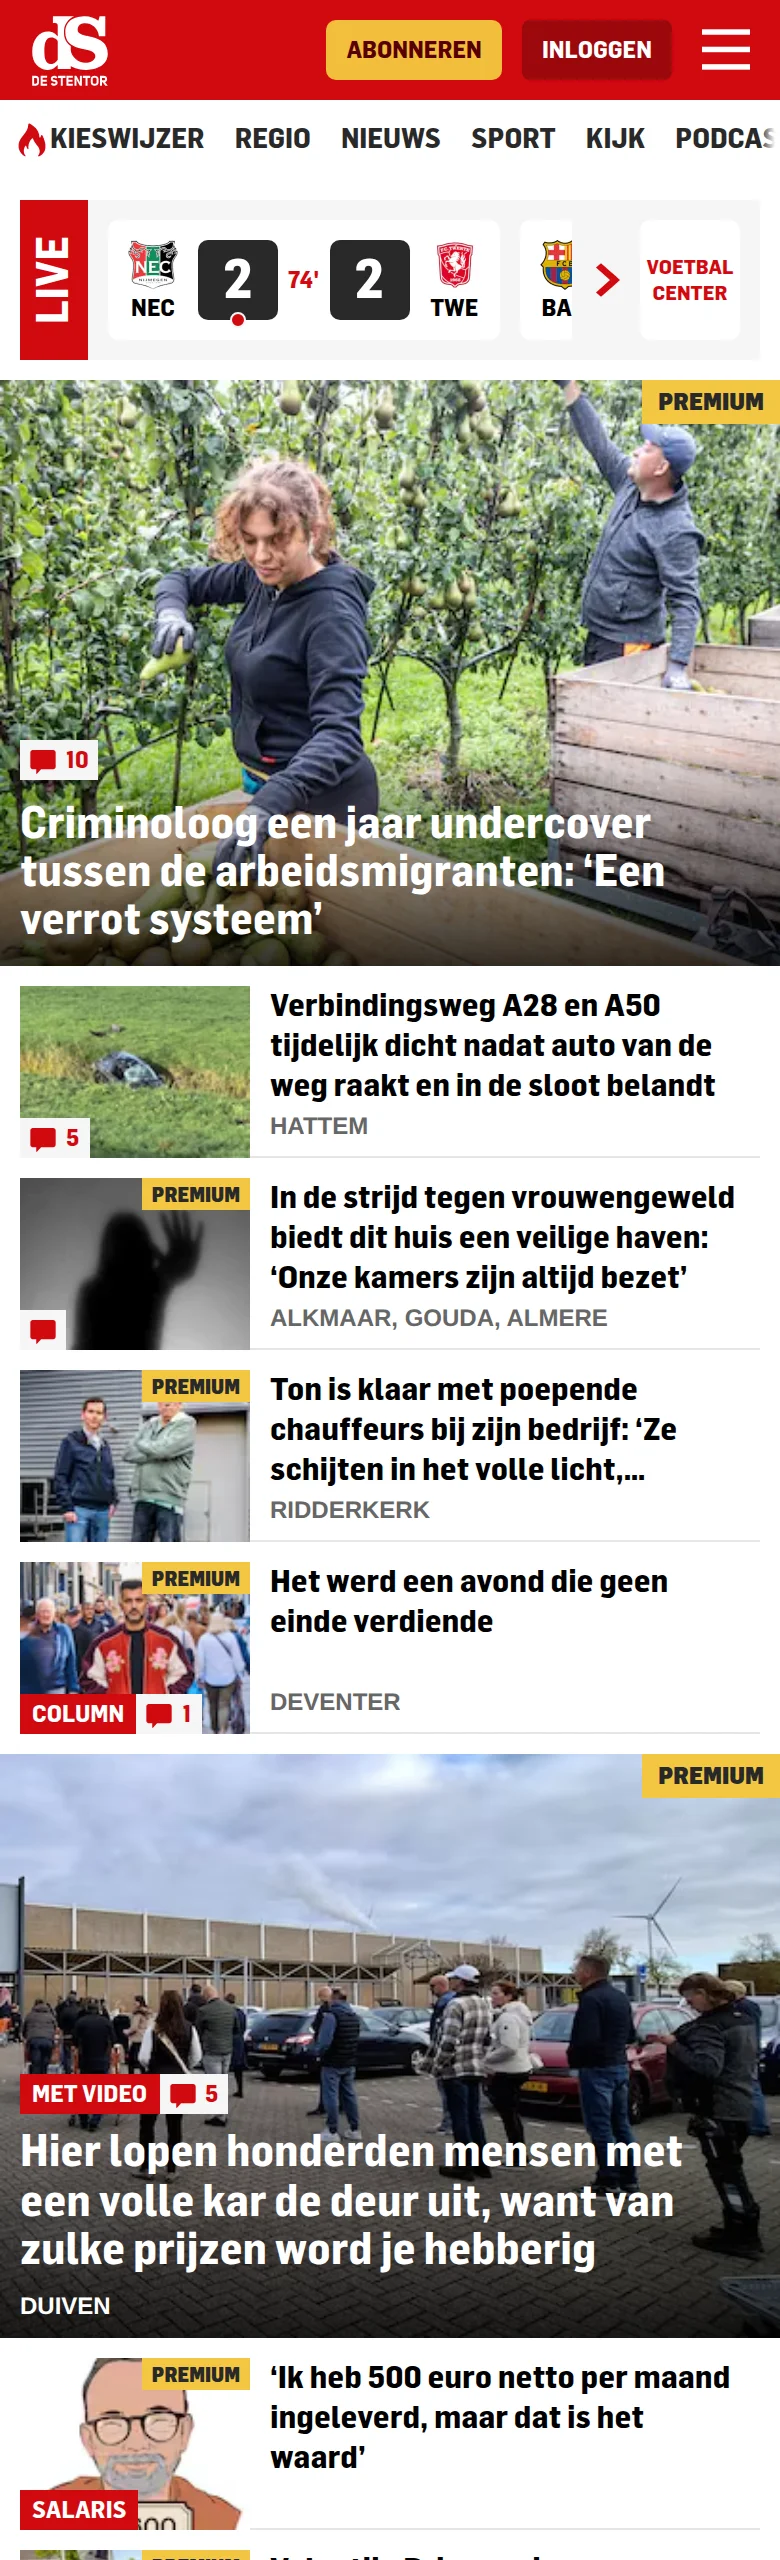 dS
DE STENTOR
ABONNEREN
INLOGGEN
KIESWIJZER REGIO NIEUWS SPORT KIJK PODCAS
LIVE
NEC
NEC
2
74'
2
TWE
BA
VOETBAL
CENTER
PREMIUM
10
Criminoloog een jaar undercover
tussen de arbeidsmigranten: ‘Een
verrot systeem’
Verbindingsweg A28 en A50
tijdelijk dicht nadat auto van de
weg raakt en in de sloot belandt
HATTEM
5
PREMIUM
In de strijd tegen vrouwengeweld
biedt dit huis een veilige haven:
‘Onze kamers zijn altijd bezet’
ALKMAAR, GOUDA, ALMERE
PREMIUM
Ton is klaar met poepende
chauffeurs bij zijn bedrijf: ‘Ze
schijten in het volle licht,...
RIDDERKERK
PREMIUM
Het werd een avond die geen
einde verdiende
DEVENTER
COLUMN
1
PREMIUM
MET VIDEO
5
Hier lopen honderden mensen met
een volle kar de deur uit, want van
zulke prijzen word je hebberig
DUIVEN
PREMIUM
‘Ik heb 500 euro netto per maand
ingeleverd, maar dat is het
waard’
SALARIS